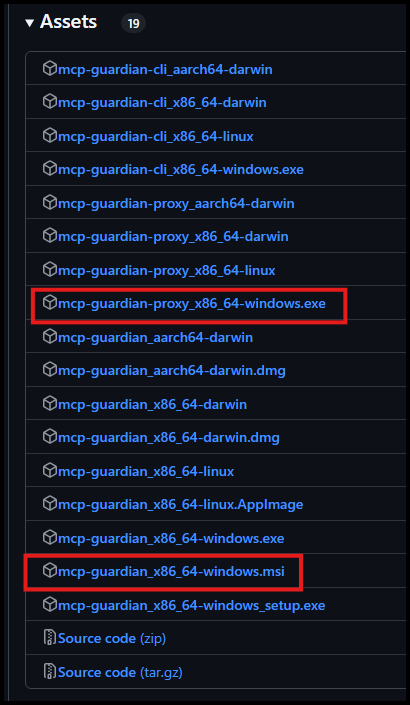 Assets 19
mcp-guardian-cli_aarch64-darwin
mcp-guardian-cli_x86_64-darwin
mcp-guardian-cli_x86_64-linux
mcp-guardian-cli_x86_64-windows.exe
mcp-guardian-proxy_aarch64-darwin
mcp-guardian-proxy_x86_64-darwin
mcp-guardian-proxy_x86_64-linux
mcp-guardian-proxy_x86_64-windows.exe
mcp-guardian_aarch64-darwin
mcp-guardian_aarch64-darwin.dmg
mcp-guardian_x86_64-darwin
mcp-guardian_x86_64-darwin.dmg
mcp-guardian_x86_64-linux
mcp-guardian_x86_64-linux.AppImage
mcp-guardian_x86_64-windows.exe
mcp-guardian_x86_64-windows.msi
mcp-guardian_x86_64-windows_setup.exe
Source code (zip)
Source code (tar.gz)